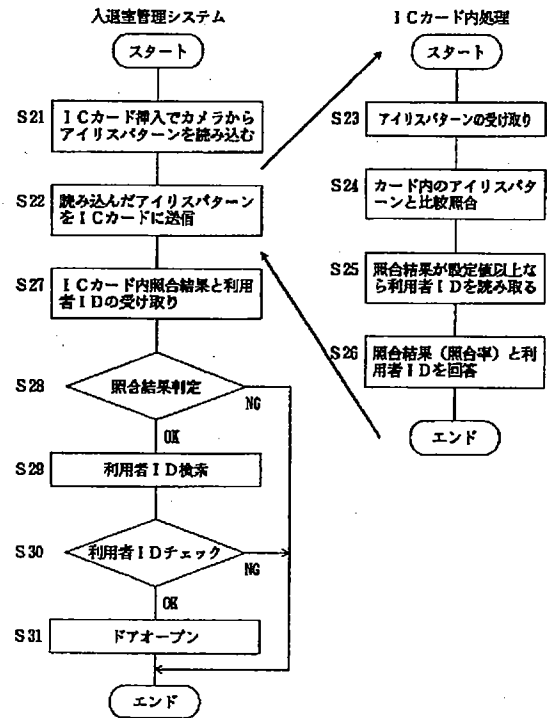 入退室管理システム
スタート
S21
ICカード挿入でカメラから
アイリスパターンを読み込む
S22
読み込んだアイリスパターン
をICカードに送信
S27
ICカード内照合結果と利用
者IDの受け取り
S28
照合結果判定
NG
OK
S29
利用者ID検索
S30
利用者IDチェック
NG
OK
S31
ドアオープン
エンド
ICカード内処理
スタート
S23
アイリスパターンの受け取り
S24
カード内のアイリスパタ
ーンと比較照合
S25
照合結果が設定値以上な
ら利用者IDを読み取る
S26
照合結果（照合率）と利
用者IDを回答
エンド